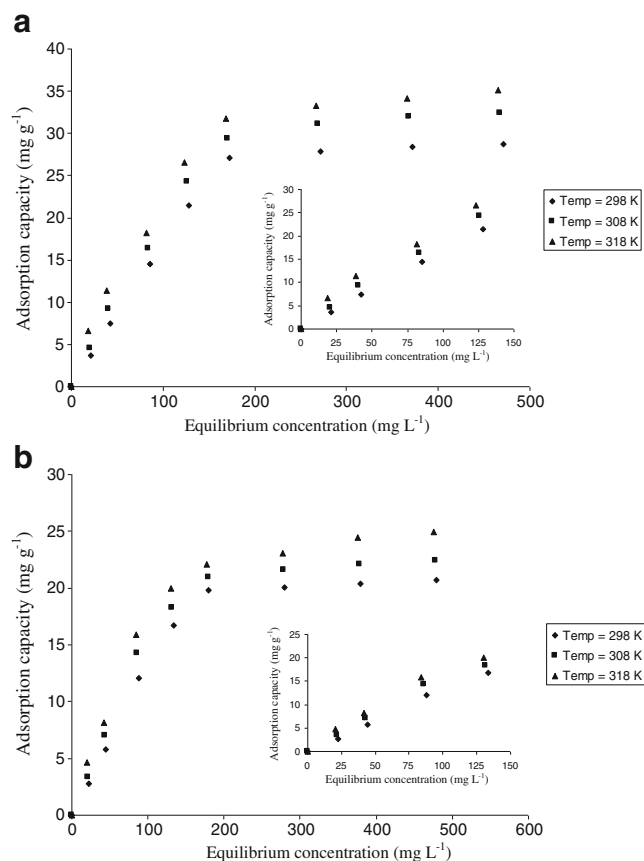 a
40
35
30
25
20
15
10
5
0
Adsorption capacity (mg g⁻¹)
0 100 200 300 400 500
Equilibrium concentration (mg L⁻¹)
30
25
20
15
10
5
0
Adsorption capacity (mg g⁻¹)
0 25 50 75 100 125 150
Equilibrium concentration (mg L⁻¹)
Temp = 298 K
Temp = 308 K
Temp = 318 K
b
30
25
20
15
10
5
0
Adsorption capacity (mg g⁻¹)
0 100 200 300 400 500 600
Equilibrium concentration (mg L⁻¹)
25
20
15
10
5
0
Adsorption capacity (mg g⁻¹)
0 25 50 75 100 125 150
Equilibrium concentration (mg L⁻¹)
Temp = 298 K
Temp = 308 K
Temp = 318 K